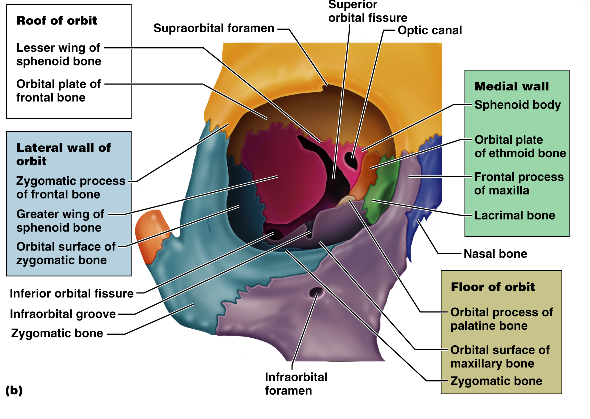 Roof of orbit
Lesser wing of
sphenoid bone
Orbital plate of
frontal bone
Supraorbital foramen
Superior
orbital fissure
Optic canal
Medial wall
Sphenoid body
Orbital plate
of ethmoid bone
Frontal process
of maxilla
Lacrimal bone
Nasal bone
Lateral wall of
orbit
Zygomatic process
of frontal bone
Greater wing of
sphenoid bone
Orbital surface of
zygomatic bone
Inferior orbital fissure
Infraorbital groove
Zygomatic bone
Floor of orbit
Orbital process of
palatine bone
Orbital surface of
maxillary bone
Zygomatic bone
Infraorbital
foramen
(b)